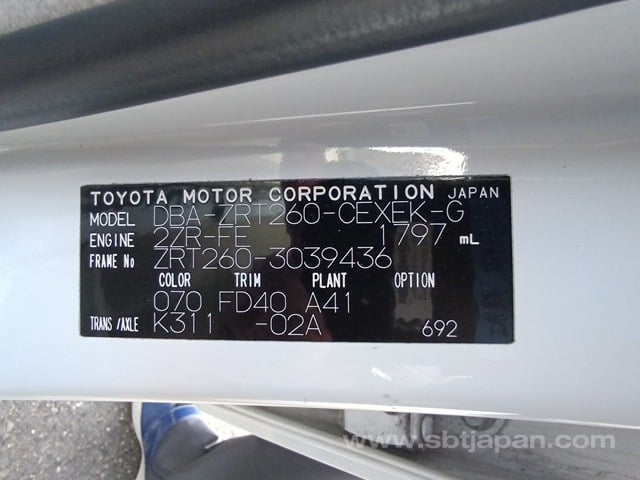 TOYOTA MOTOR CORPORATION JAPAN
MODEL DBA-ZRT260-CEXEK-G
ENGINE 2ZR-FE 1797 mL
FRAME No ZRT260-3039436
COLOR TRIM PLANT OPTION
070 FD40 A41
TRANS/AXLE K311 -02A 692
www.sbtjapan.com